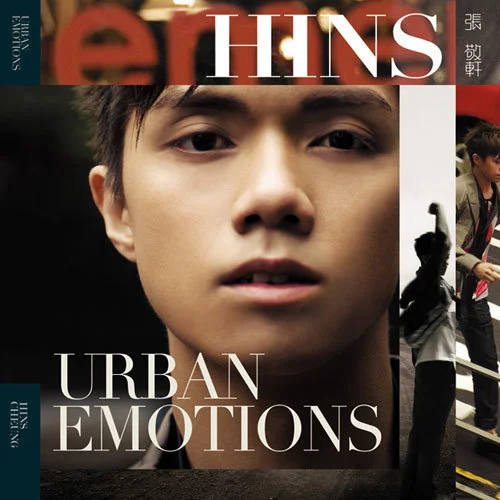 URBAN
EMOTIONS
HINS
張
敬
軒
URBAN
EMOTIONS
HINS
CHEUNG